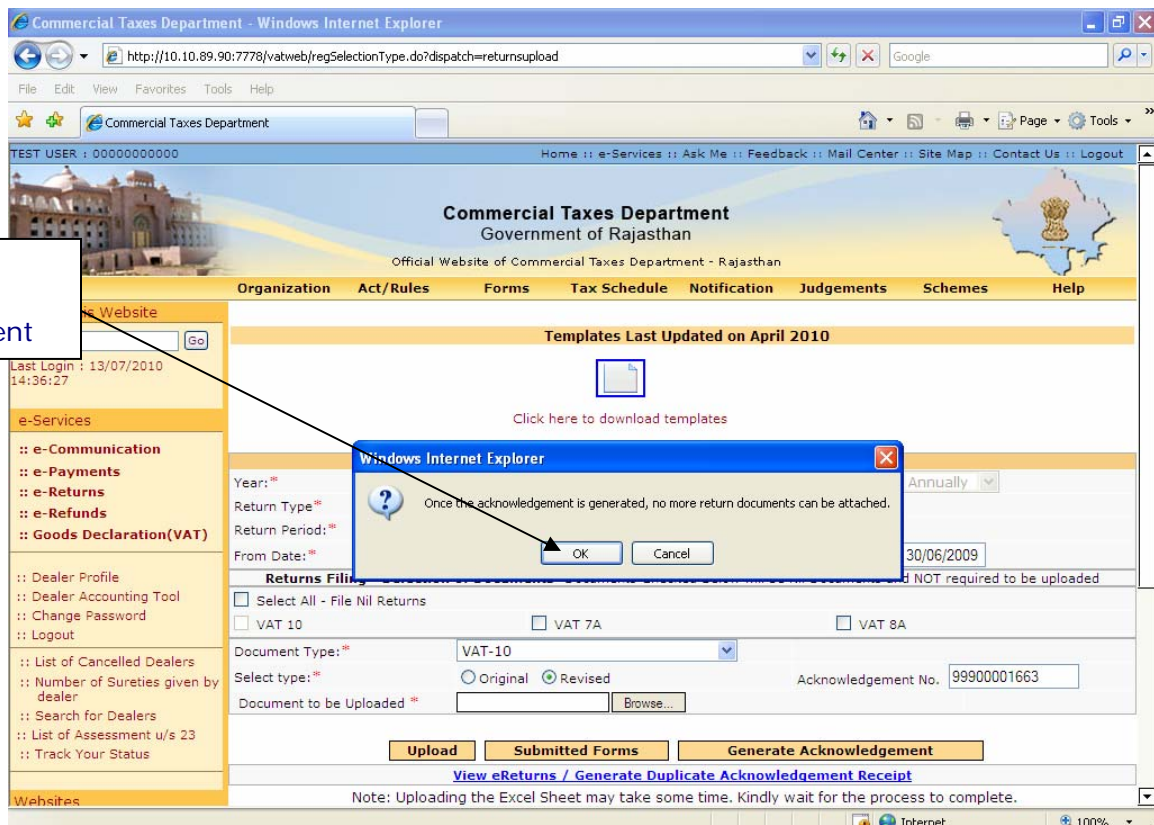 Commercial Taxes Department - Windows Internet Explorer
http://10.10.89.90:7778/vatweb/regSelectionType.do?dispatch=returnsupload
Google
File Edit View Favorites Tools Help
Commercial Taxes Department
Page Tools »
TEST USER : 00000000000
Home :: e-Services :: Ask Me :: Feedback :: Mail Center :: Site Map :: Contact Us :: Logout
Commercial Taxes Department
Government of Rajasthan
Official Website of Commercial Taxes Department - Rajasthan
Organization Act/Rules Forms Tax Schedule Notification Judgements Schemes Help
ent
Website
Go
Last Login : 13/07/2010
14:36:27
e-Services
:: e-Communication
:: e-Payments
:: e-Returns
:: e-Refunds
:: Goods Declaration(VAT)
:: Dealer Profile
:: Dealer Accounting Tool
:: Change Password
:: Logout
:: List of Cancelled Dealers
:: Number of Sureties given by
dealer
:: Search for Dealers
:: List of Assessment u/s 23
:: Track Your Status
Websites
Templates Last Updated on April 2010
Click here to download templates
Windows Internet Explorer
Once the acknowledgement is generated, no more return documents can be attached.
OK Cancel
Year:* Annually
Return Type*
Return Period:*
From Date:* 30/06/2009
Returns NOT required to be uploaded
Select All - File Nil Returns
VAT 10 VAT 7A VAT 8A
Document Type:* VAT-10
Select type:* Original Revised Acknowledgement No. 99900001663
Document to be Uploaded * Browse...
Upload Submitted Forms Generate Acknowledgement
View eReturns / Generate Duplicate Acknowledgement Receipt
Note: Uploading the Excel Sheet may take some time. Kindly wait for the process to complete.
Internet 100%